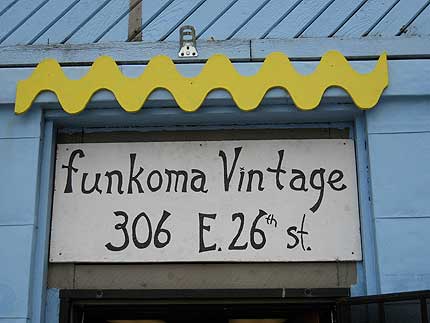 funkoma Vintage
306 E. 26th st.